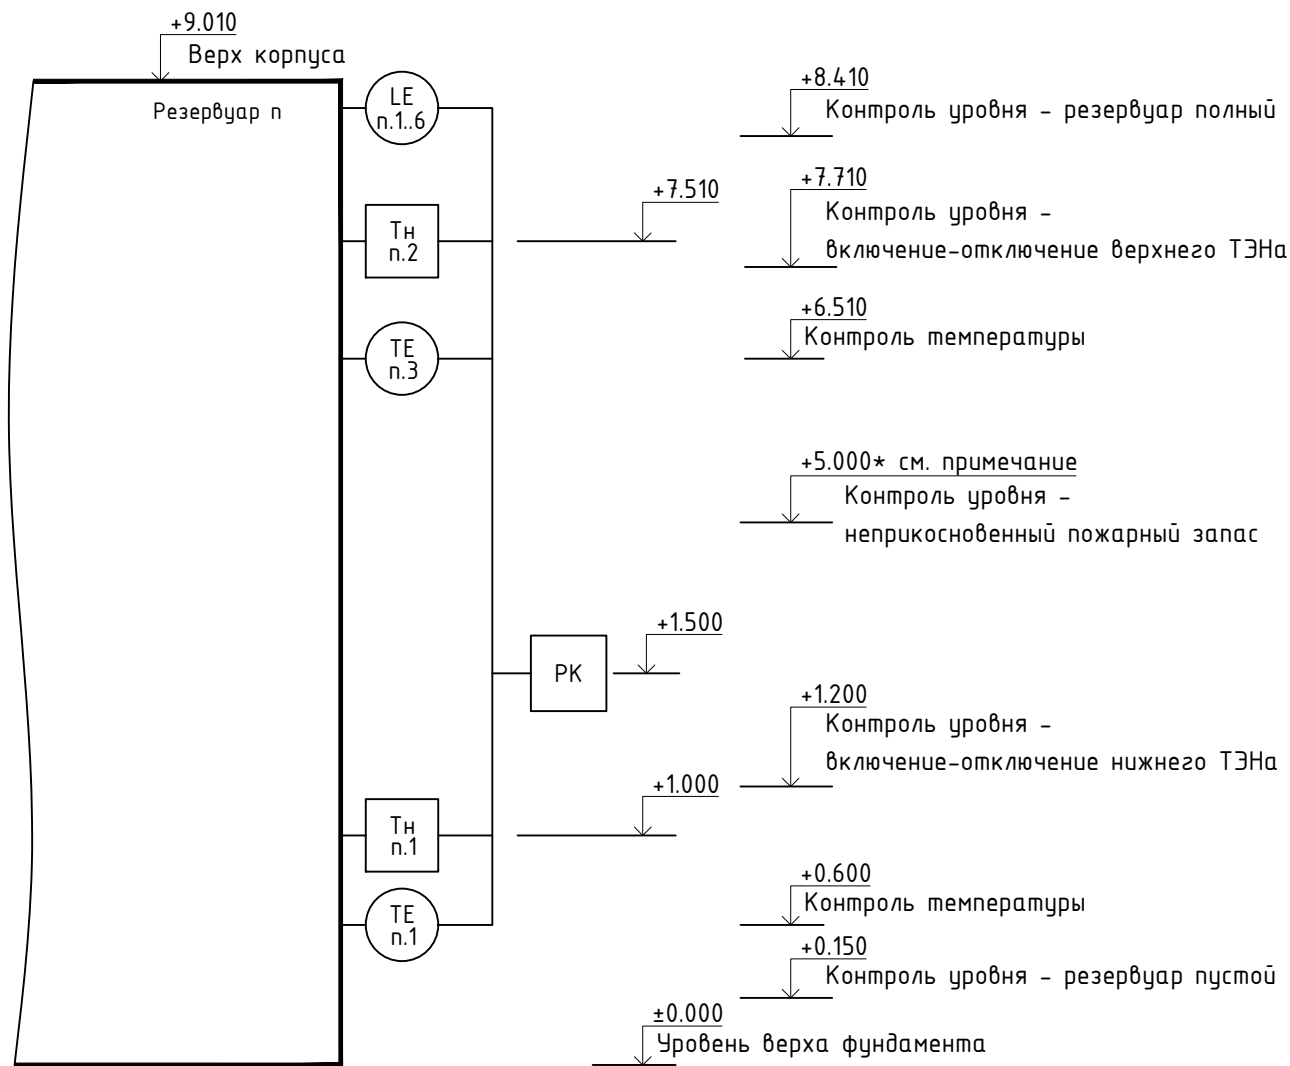 +9.010
Верх корпуса
Резервуар n
LE
n.1..6
+8.410
Контроль уровня - резервуар полный
+7.510
Тн
n.2
+7.710
Контроль уровня -
включение-отключение верхнего ТЭНа
+6.510
Контроль температуры
TE
n.3
+5.000* см. примечание
Контроль уровня -
неприкосновенный пожарный запас
+1.500
РК
+1.200
Контроль уровня -
включение-отключение нижнего ТЭНа
+1.000
Тн
n.1
+0.600
Контроль температуры
TE
n.1
+0.150
Контроль уровня - резервуар пустой
±0.000
Уровень верха фундамента